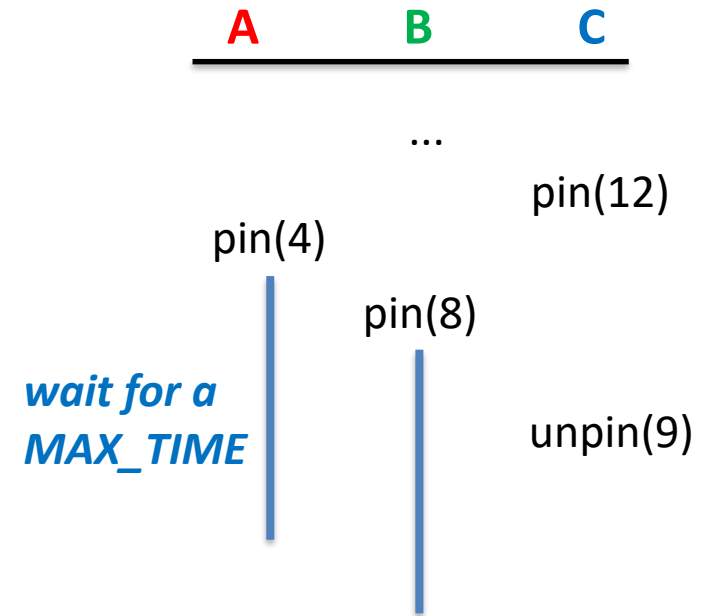 A B C
...
pin(12)
pin(4)
pin(8)
wait for a
MAX_TIME
unpin(9)